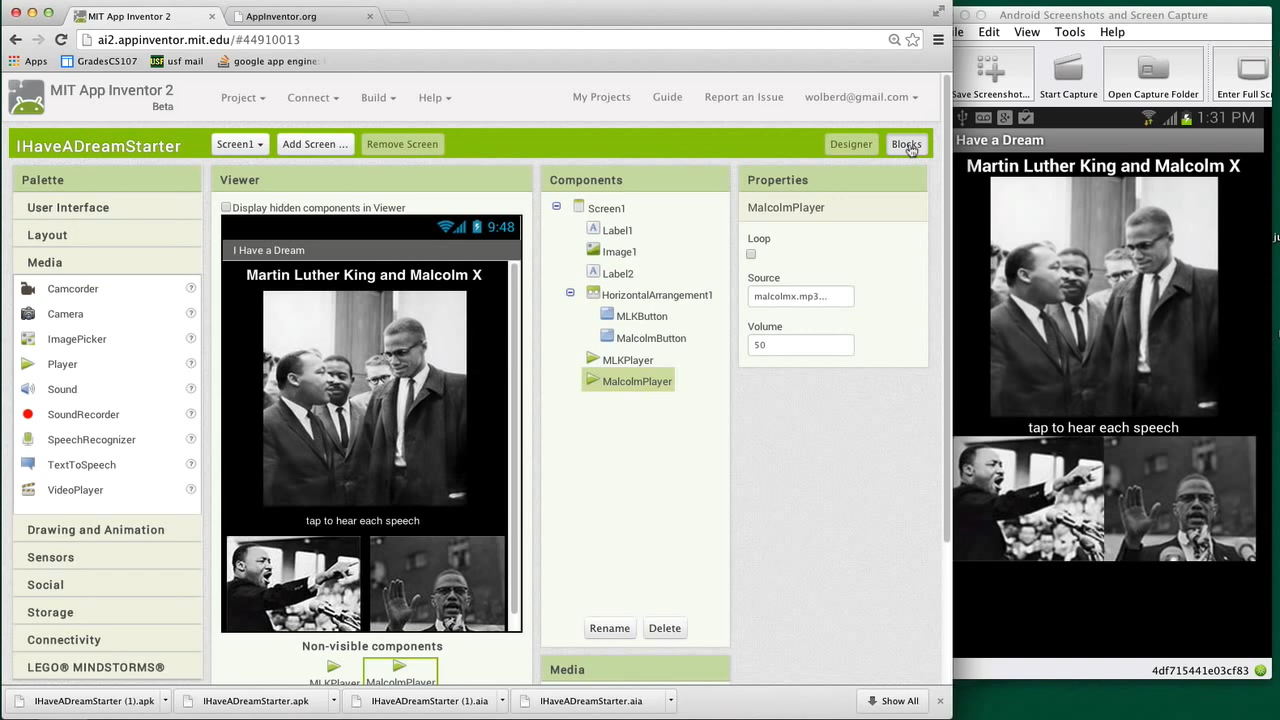 MIT App Inventor 2
AppInventor.org
Android Screenshots and Screen Capture
ai2.appinventor.mit.edu/#44910013
Edit View Tools Help
Apps GradesCS107 usf mail google app engine:
MIT App Inventor 2
Beta
Project Connect Build Help My Projects Guide Report an Issue wolberd@gmail.com
Save Screenshot... Start Capture Open Capture Folder Enter Full
1:31 PM
IHaveADreamStarter Screen1 Add Screen ... Remove Screen Designer Blocks
Have a Dream
Martin Luther King and Malcolm X
Palette Viewer Components Properties
User Interface
Display hidden components in Viewer
Screen1
MalcolmPlayer
Layout
9:48
Label1
Loop
Media
I Have a Dream
Image1
Camcorder
Martin Luther King and Malcolm X
Label2
Source
Camera
HorizontalArrangement1
malcolmx.mp3...
ImagePicker
MLKButton
Volume
Player
MalcolmButton
50
Sound
MLKPlayer
SoundRecorder
MalcolmPlayer
SpeechRecognizer
TextToSpeech
VideoPlayer
tap to hear each speech
tap to hear each speech
Drawing and Animation
Sensors
Social
Storage
Connectivity
LEGO® MINDSTORMS®
Rename Delete
Non-visible components
MLKPlayer MalcolmPlayer
Media
4df715441e03cf83
IHaveADreamStarter (1).apk IHaveADreamStarter.apk IHaveADreamStarter (1).aia IHaveADreamStarter.aia Show All